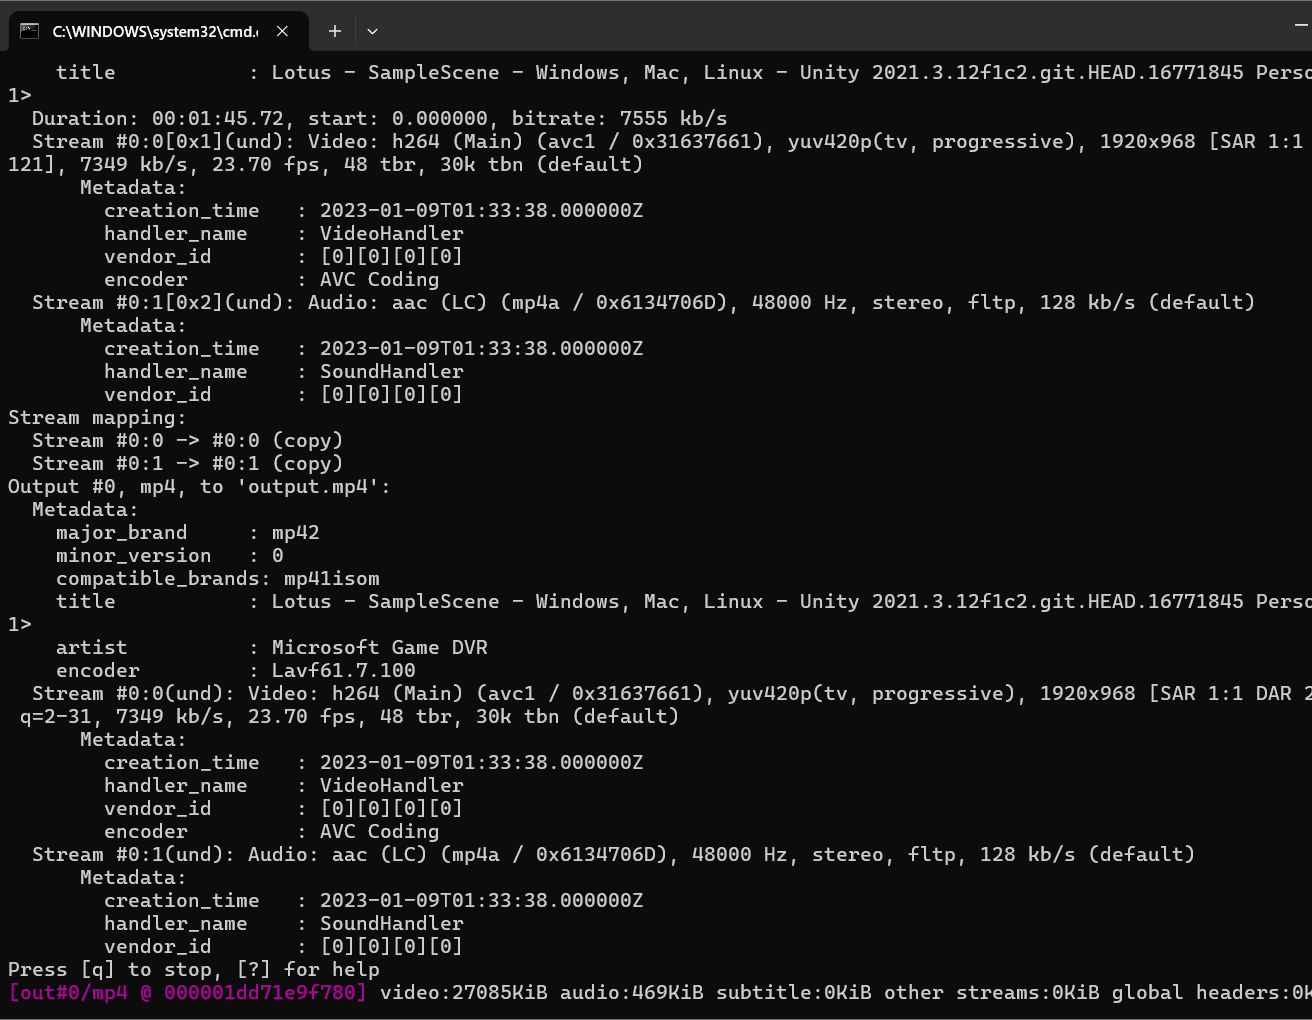 C:\WINDOWS\system32\cmd.
title : Lotus - SampleScene - Windows, Mac, Linux - Unity 2021.3.12f1c2.git.HEAD.16771845 Perso
1>
Duration: 00:01:45.72, start: 0.000000, bitrate: 7555 kb/s
Stream #0:0[0x1](und): Video: h264 (Main) (avc1 / 0x31637661), yuv420p(tv, progressive), 1920x968 [SAR 1:1
121], 7349 kb/s, 23.70 fps, 48 tbr, 30k tbn (default)
Metadata:
creation_time : 2023-01-09T01:33:38.000000Z
handler_name : VideoHandler
vendor_id : [0][0][0][0]
encoder : AVC Coding
Stream #0:1[0x2](und): Audio: aac (LC) (mp4a / 0x6134706D), 48000 Hz, stereo, fltp, 128 kb/s (default)
Metadata:
creation_time : 2023-01-09T01:33:38.000000Z
handler_name : SoundHandler
vendor_id : [0][0][0][0]
Stream mapping:
Stream #0:0 -> #0:0 (copy)
Stream #0:1 -> #0:1 (copy)
Output #0, mp4, to 'output.mp4':
Metadata:
major_brand : mp42
minor_version : 0
compatible_brands: mp41isom
title : Lotus - SampleScene - Windows, Mac, Linux - Unity 2021.3.12f1c2.git.HEAD.16771845 Perso
1>
artist : Microsoft Game DVR
encoder : Lavf61.7.100
Stream #0:0(und): Video: h264 (Main) (avc1 / 0x31637661), yuv420p(tv, progressive), 1920x968 [SAR 1:1 DAR 2
q=2-31, 7349 kb/s, 23.70 fps, 48 tbr, 30k tbn (default)
Metadata:
creation_time : 2023-01-09T01:33:38.000000Z
handler_name : VideoHandler
vendor_id : [0][0][0][0]
encoder : AVC Coding
Stream #0:1(und): Audio: aac (LC) (mp4a / 0x6134706D), 48000 Hz, stereo, fltp, 128 kb/s (default)
Metadata:
creation_time : 2023-01-09T01:33:38.000000Z
handler_name : SoundHandler
vendor_id : [0][0][0][0]
Press [q] to stop, [?] for help
[out#0/mp4 @ 000001dd71e9f780] video:27085KiB audio:469KiB subtitle:0KiB other streams:0KiB global headers:0K